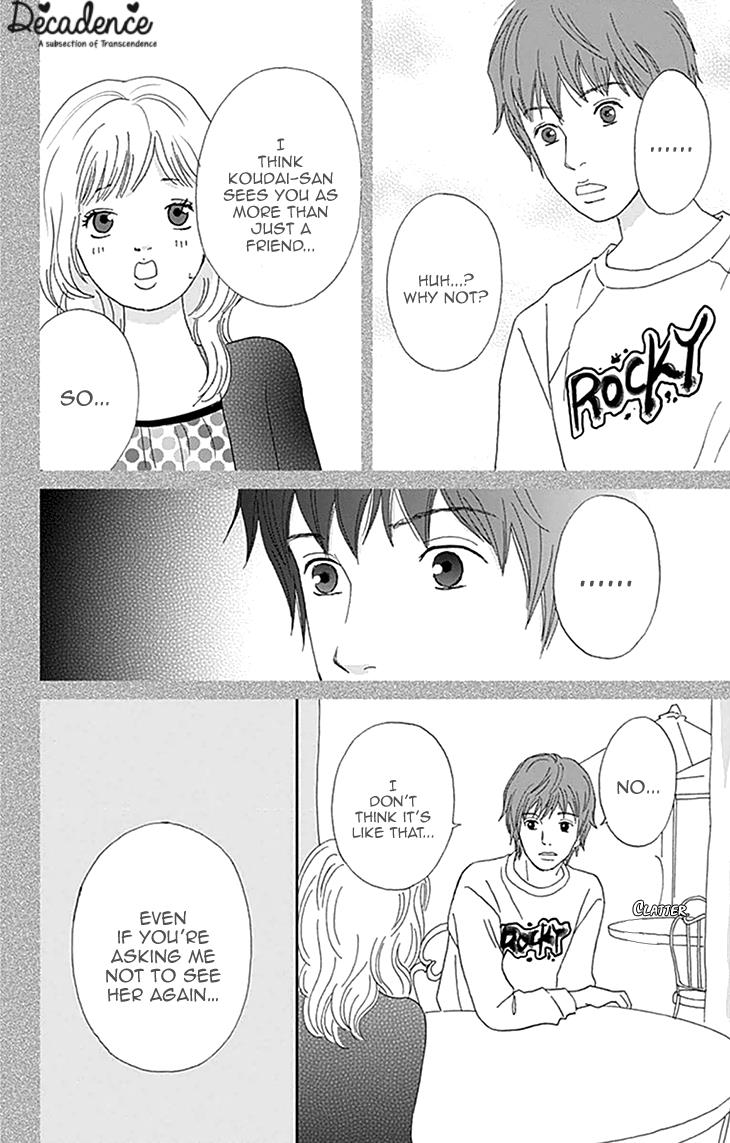 Decadence
A subsection of Transcendence
......
HUH...?
WHY NOT?
ROCKY
I
THINK
KOUDAI-SAN
SEES YOU AS
MORE THAN
JUST A
FRIEND...
SO...
......
NO...
I
DON'T
THINK IT'S
LIKE THAT...
CLATTER
ROCKY
EVEN
IF YOU'RE
ASKING ME
NOT TO SEE
HER AGAIN...